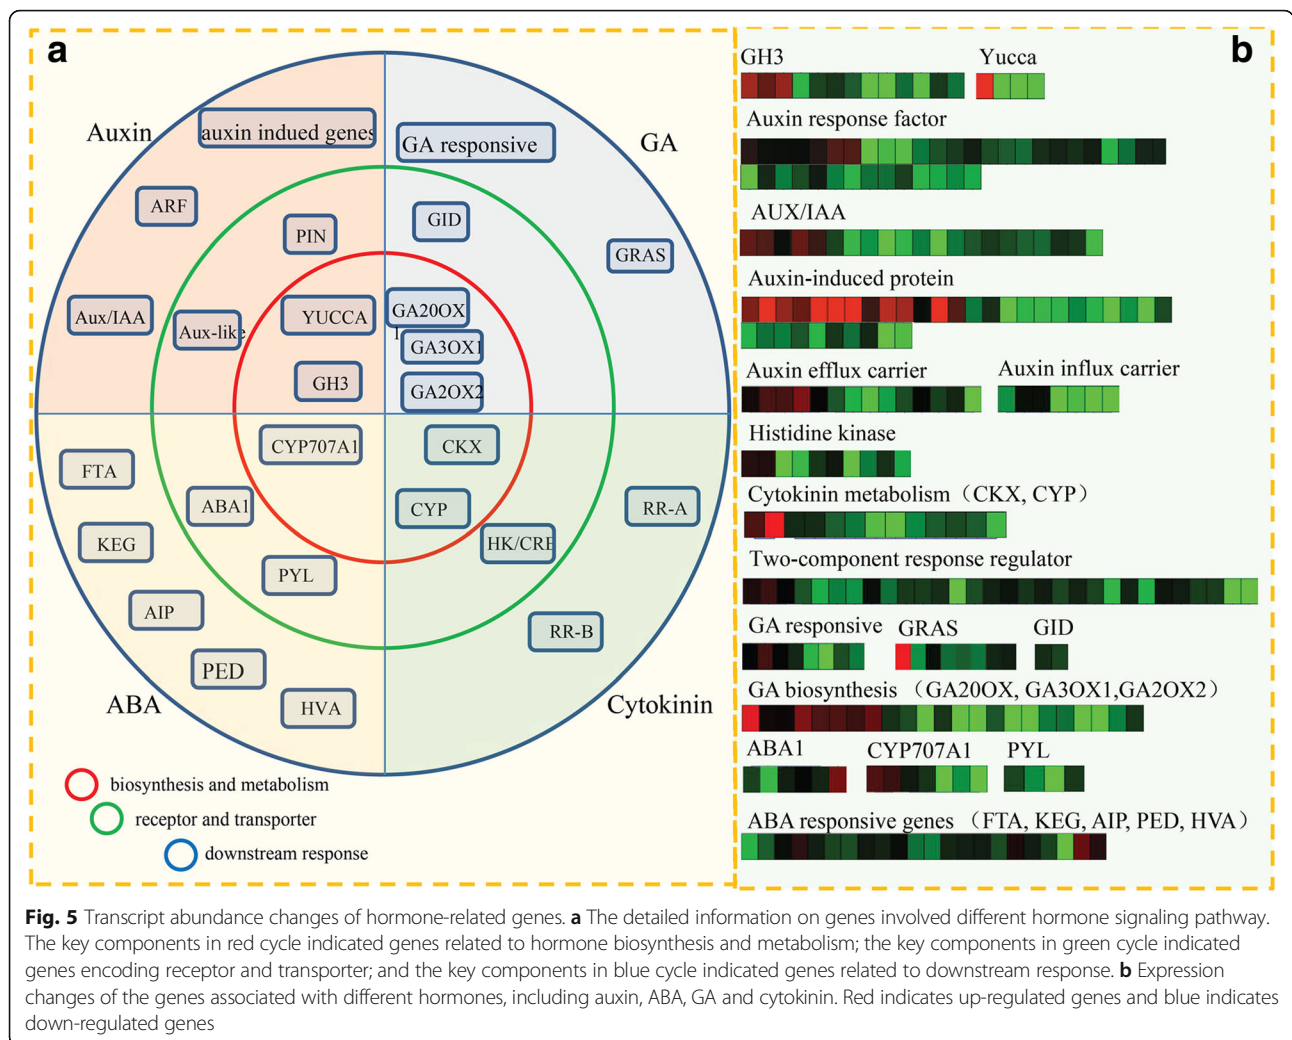 a
Auxin
auxin indued genes
GA responsive
GA
ARF
PIN
GID
GRAS
Aux/IAA
Aux-like
YUCCA
GA20OX
1
GA3OX1
GH3
GA2OX2
CYP707A1
CKX
FTA
ABA1
CYP
RR-A
KEG
HK/CRE
PYL
AIP
RR-B
PED
HVA
ABA
Cytokinin
biosynthesis and metabolism
receptor and transporter
downstream response
b
GH3 Yucca
Auxin response factor
AUX/IAA
Auxin-induced protein
Auxin efflux carrier Auxin influx carrier
Histidine kinase
Cytokinin metabolism（CKX, CYP）
Two-component response regulator
GA responsive GRAS GID
GA biosynthesis （GA20OX, GA3OX1,GA2OX2）
ABA1 CYP707A1 PYL
ABA responsive genes （FTA, KEG, AIP, PED, HVA）
Fig. 5 Transcript abundance changes of hormone-related genes. a The detailed information on genes involved different hormone signaling pathway.
The key components in red cycle indicated genes related to hormone biosynthesis and metabolism; the key components in green cycle indicated
genes encoding receptor and transporter; and the key components in blue cycle indicated genes related to downstream response. b Expression
changes of the genes associated with different hormones, including auxin, ABA, GA and cytokinin. Red indicates up-regulated genes and blue indicates
down-regulated genes